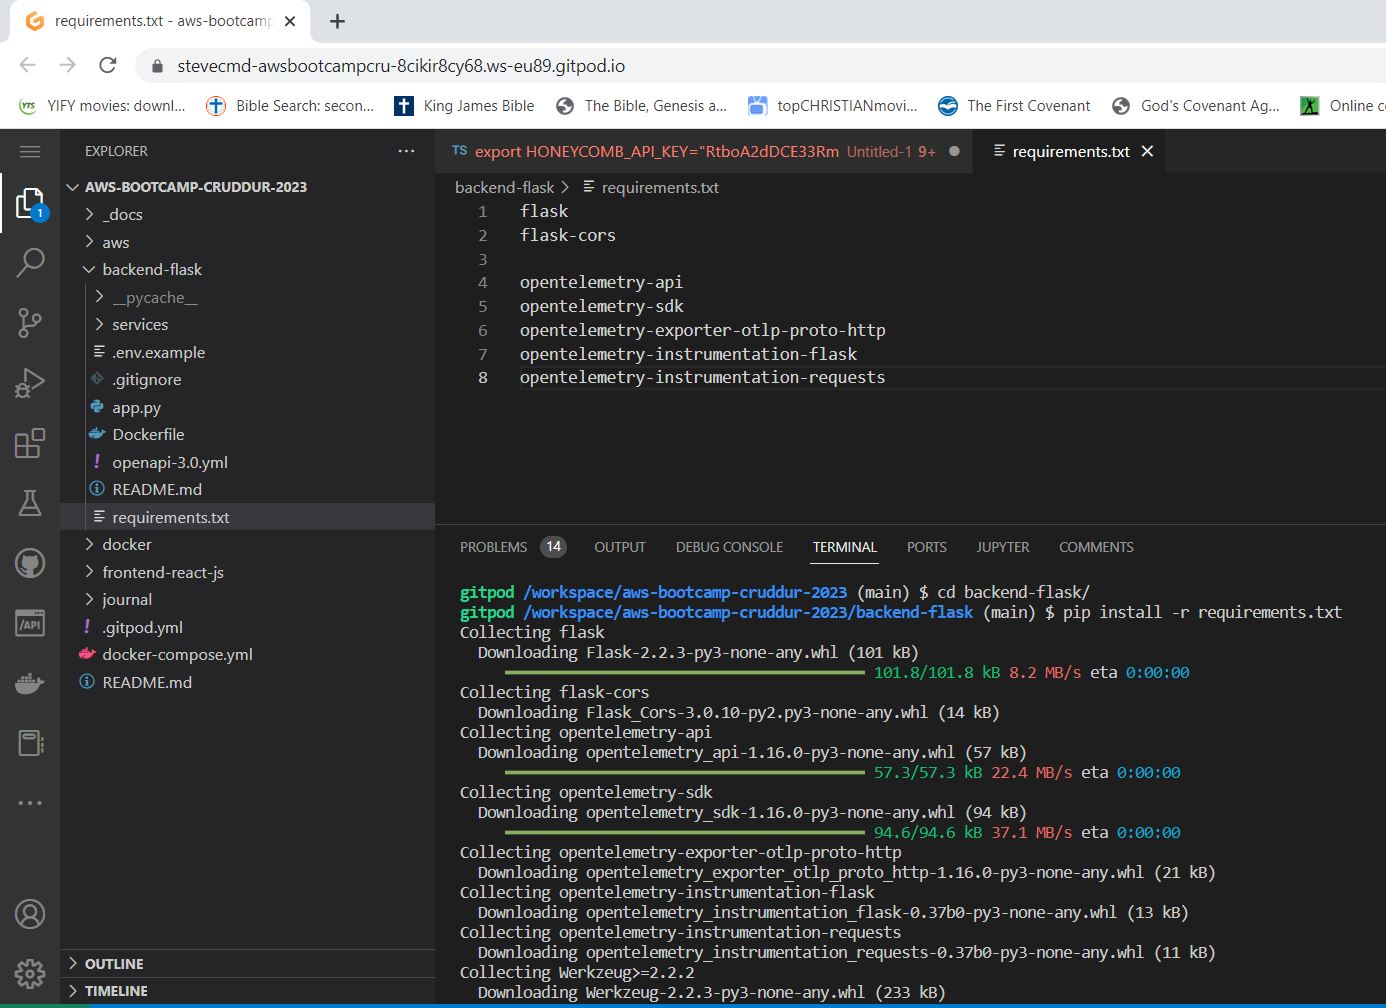 requirements.txt - aws-bootcamp
stevecmd-awsbootcampcru-8cikir8cy68.ws-eu89.gitpod.io
YTS YIFY movies: downl...
Bible Search: secon...
King James Bible
The Bible, Genesis a...
topCHRISTIANmovi...
The First Covenant
God's Covenant Ag...
Online c
EXPLORER
AWS-BOOTCAMP-CRUDDUR-2023
_docs
aws
backend-flask
__pycache__
services
.env.example
.gitignore
app.py
Dockerfile
! openapi-3.0.yml
README.md
requirements.txt
docker
frontend-react-js
journal
! .gitpod.yml
docker-compose.yml
README.md
OUTLINE
TIMELINE
1
/API
TS export HONEYCOMB_API_KEY="RtboA2dDCE33Rm Untitled-1 9+
requirements.txt
backend-flask > requirements.txt
1 flask
2 flask-cors
3
4 opentelemetry-api
5 opentelemetry-sdk
6 opentelemetry-exporter-otlp-proto-http
7 opentelemetry-instrumentation-flask
8 opentelemetry-instrumentation-requests
PROBLEMS 14 OUTPUT DEBUG CONSOLE TERMINAL PORTS JUPYTER COMMENTS
gitpod /workspace/aws-bootcamp-cruddur-2023 (main) $ cd backend-flask/
gitpod /workspace/aws-bootcamp-cruddur-2023/backend-flask (main) $ pip install -r requirements.txt
Collecting flask
Downloading Flask-2.2.3-py3-none-any.whl (101 kB)
101.8/101.8 kB 8.2 MB/s eta 0:00:00
Collecting flask-cors
Downloading Flask_Cors-3.0.10-py2.py3-none-any.whl (14 kB)
Collecting opentelemetry-api
Downloading opentelemetry_api-1.16.0-py3-none-any.whl (57 kB)
57.3/57.3 kB 22.4 MB/s eta 0:00:00
Collecting opentelemetry-sdk
Downloading opentelemetry_sdk-1.16.0-py3-none-any.whl (94 kB)
94.6/94.6 kB 37.1 MB/s eta 0:00:00
Collecting opentelemetry-exporter-otlp-proto-http
Downloading opentelemetry_exporter_otlp_proto_http-1.16.0-py3-none-any.whl (21 kB)
Collecting opentelemetry-instrumentation-flask
Downloading opentelemetry_instrumentation_flask-0.37b0-py3-none-any.whl (13 kB)
Collecting opentelemetry-instrumentation-requests
Downloading opentelemetry_instrumentation_requests-0.37b0-py3-none-any.whl (11 kB)
Collecting Werkzeug>=2.2.2
Downloading Werkzeug-2.2.3-py3-none-any.whl (233 kB)